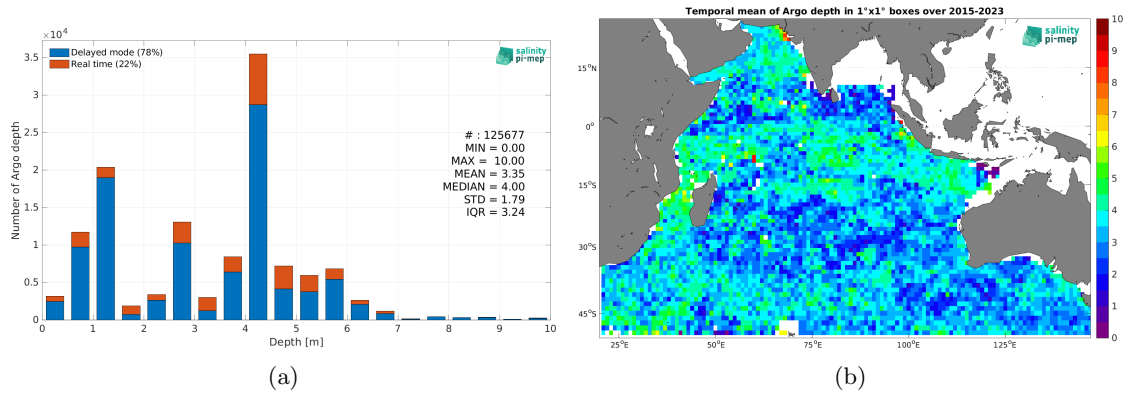 ×10⁴
Delayed mode (78%)
Real time (22%)
salinity
pi-mep
3.5
3
2.5
2
1.5
1
0.5
0
Number of Argo depth
# : 125677
MIN = 0.00
MAX = 10.00
MEAN = 3.35
MEDIAN = 4.00
STD = 1.79
IQR = 3.24
0 1 2 3 4 5 6 7 8 9 10
Depth [m]
(a)
Temporal mean of Argo depth in 1°x1° boxes over 2015-2023
salinity
pi-mep
15°N
0°
15°S
30°S
45°S
25°E 50°E 75°E 100°E 125°E
10
9
8
7
6
5
4
3
2
1
0
(b)